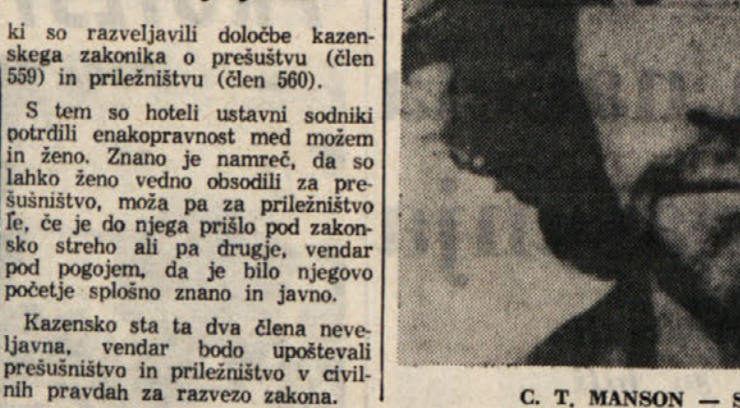 ki so razveljavili določbe kazen-
skega zakonika o prešuštvu (člen
559) in priležništvu (člen 560).
S tem so hoteli ustavni sodniki
potrdili enakopravnost med možem
in ženo. Znano je namreč, da so
lahko ženo vedno obsodili za pre-
šušništvo, moža pa za priležništvo
le, če je do njega prišlo pod zakon-
sko streho ali pa drugje, vendar
pod pogojem, da je bilo njegovo
početje splošno znano in javno.
Kazensko sta ta dva člena neve-
ljavna, vendar bodo upoštevali
prešušništvo in priležništvo v civil-
nih pravdah za razvezo zakona.
C. T. MANSON — S